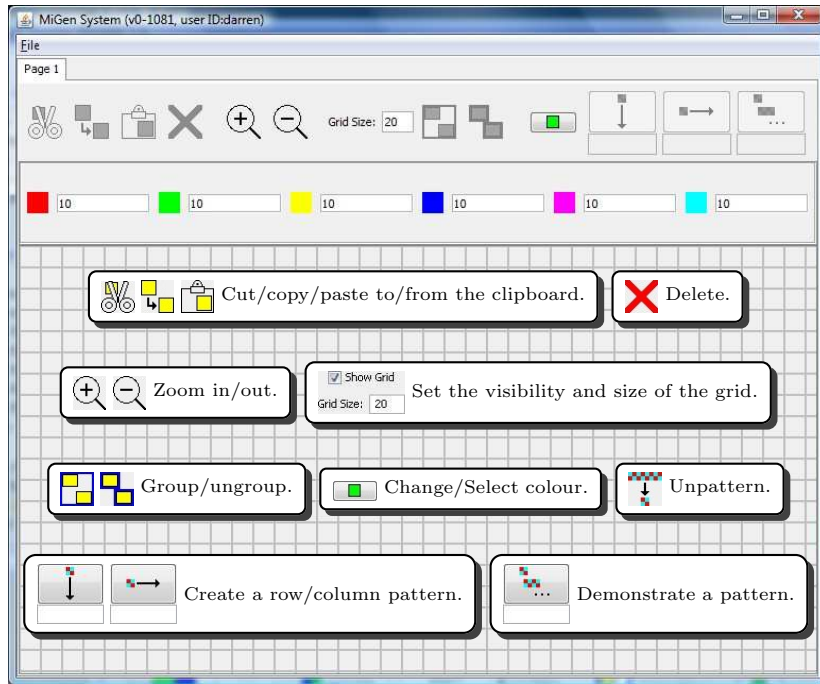 MiGen System (v0-1081, user ID:darren)
File
Page 1
Grid Size: 20
...
10 10 10 10 10 10
Cut/copy/paste to/from the clipboard. Delete.
Zoom in/out. Show Grid
Grid Size: 20 Set the visibility and size of the grid.
Group/ungroup. Change/Select colour. Unpattern.
Create a row/column pattern. ... Demonstrate a pattern.